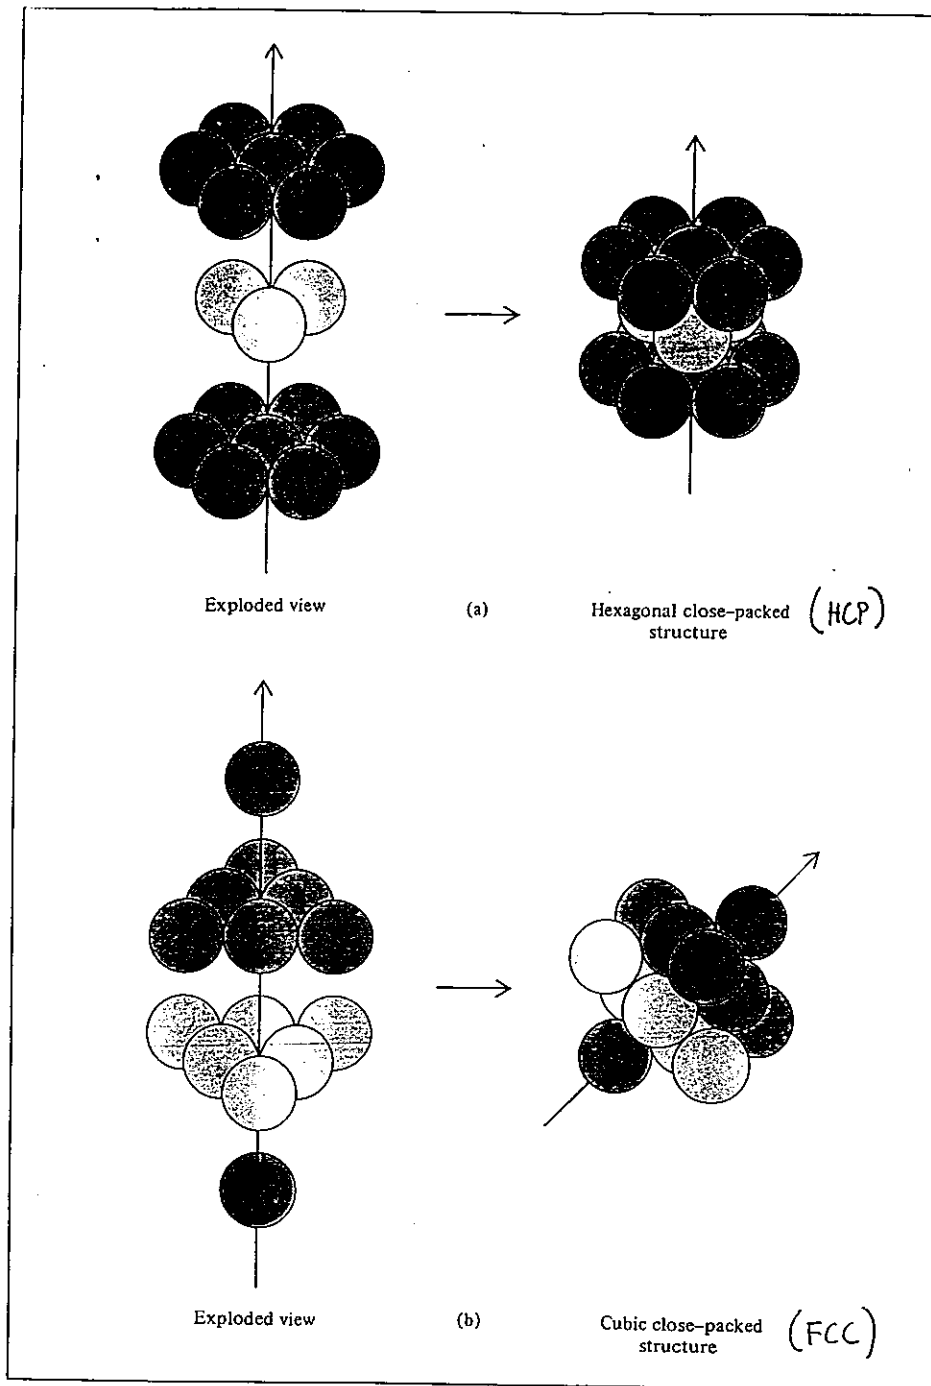 Exploded view
(a)
Hexagonal close-packed
structure
(HCP)
Exploded view
(b)
Cubic close-packed
structure
(FCC)